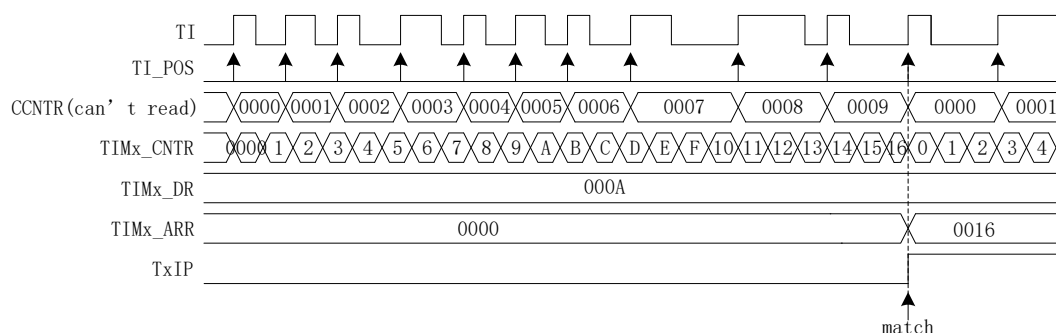 TI
TI_POS
CCNTR(can't read) 0000 0001 0002 0003 0004 0005 0006 0007 0008 0009 0000 0001
TIMx_CNTR 0000 1 2 3 4 5 6 7 8 9 A B C D E F 10 11 12 13 14 15 16 0 1 2 3 4
TIMx_DR 000A
TIMx_ARR 0000 0016
TxIP
match